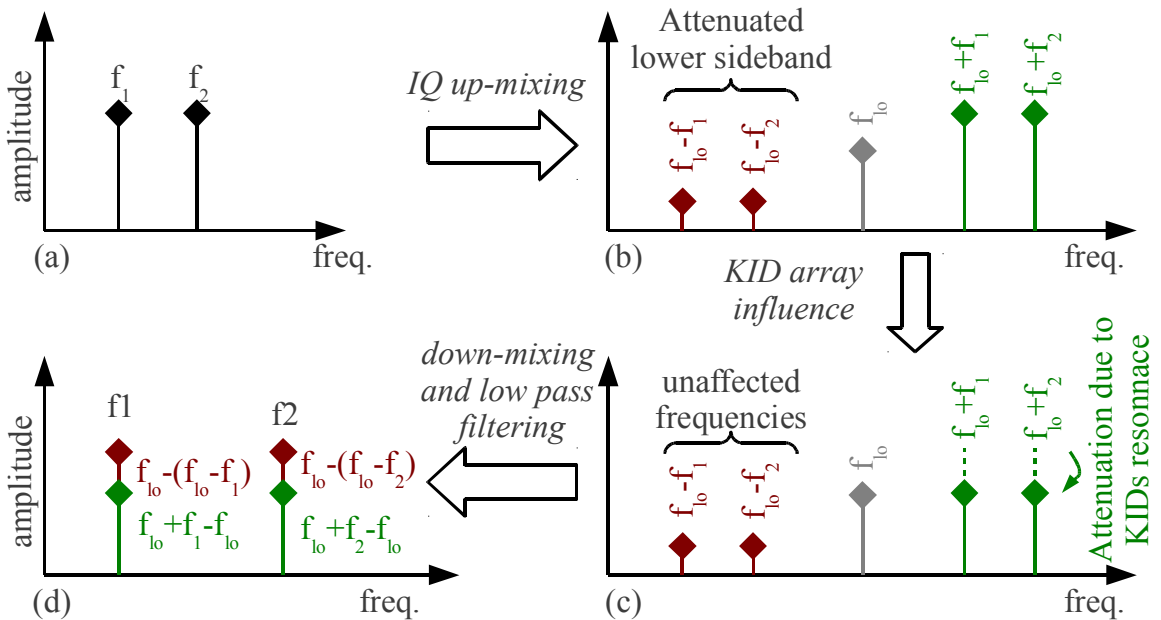 amplitude
f1
f2
freq.
(a)
IQ up-mixing
Attenuated
lower sideband
flo-f1
flo-f2
flo
flo+f1
flo+f2
freq.
(b)
KID array
influence
unaffected
frequencies
flo-f1
flo-f2
flo
flo+f1
flo+f2
Attenuation due to
KIDs resonnace
freq.
(c)
down-mixing
and low pass
filtering
amplitude
f1
f2
flo-(flo-f1)
flo-(flo-f2)
flo+f1-flo
flo+f2-flo
freq.
(d)